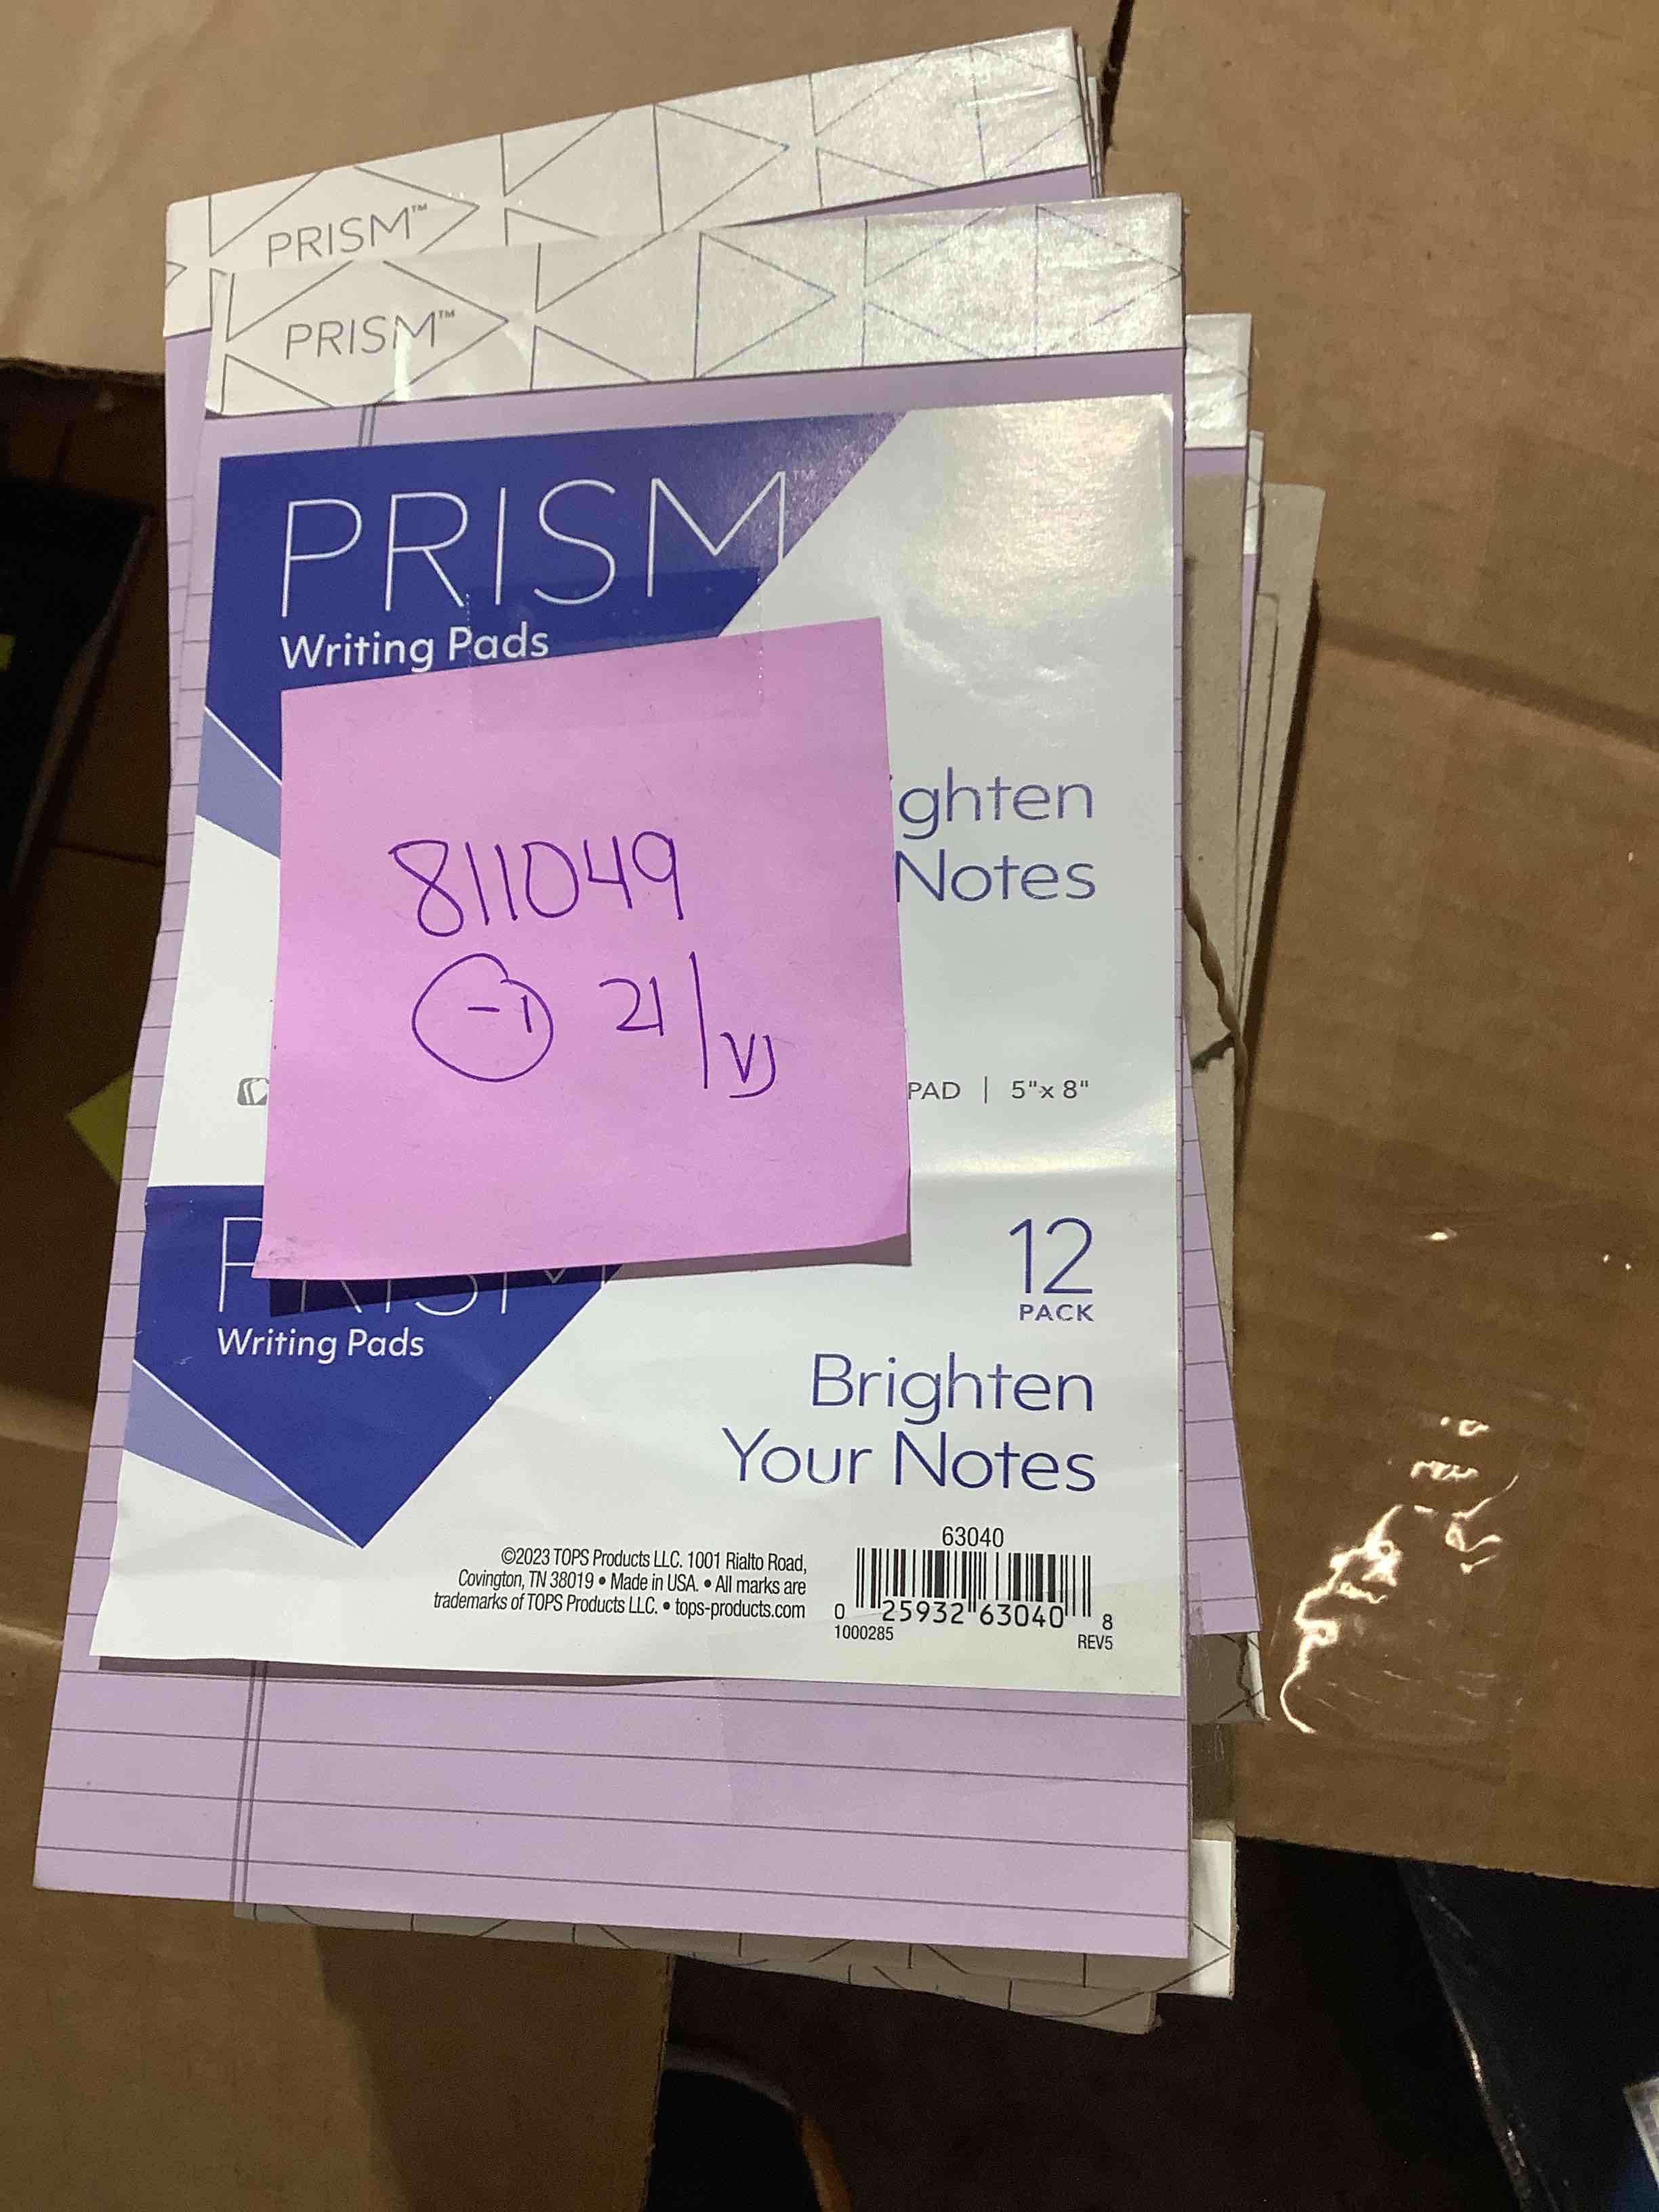 PRISM™
PRISM™
PRISM™
Writing Pads
ghten
Notes
811049
-1 21/VJ
PAD | 5"x 8"
PRISM
Writing Pads
12
PACK
Brighten
Your Notes
63040
©2023 TOPS Products LLC. 1001 Rialto Road,
Covington, TN 38019 • Made in USA. • All marks are
trademarks of TOPS Products LLC. • tops-products.com
0 25932 63040 8
1000285
REV5